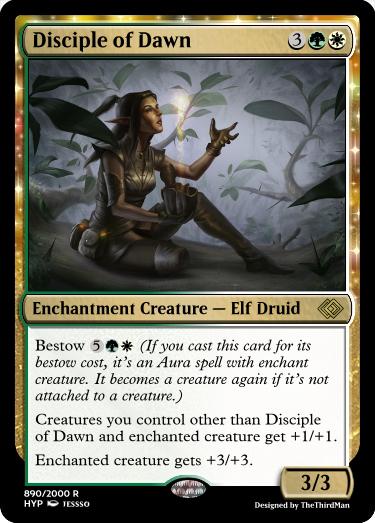 Disciple of Dawn 3
Enchantment Creature — Elf Druid
Bestow 5 (If you cast this card for its
bestow cost, it's an Aura spell with enchant
creature. It becomes a creature again if it's not
attached to a creature.)
Creatures you control other than Disciple
of Dawn and enchanted creature get +1/+1.
Enchanted creature gets +3/+3.
3/3
890/2000 R
HYP TESSSO
Designed by TheThirdMan